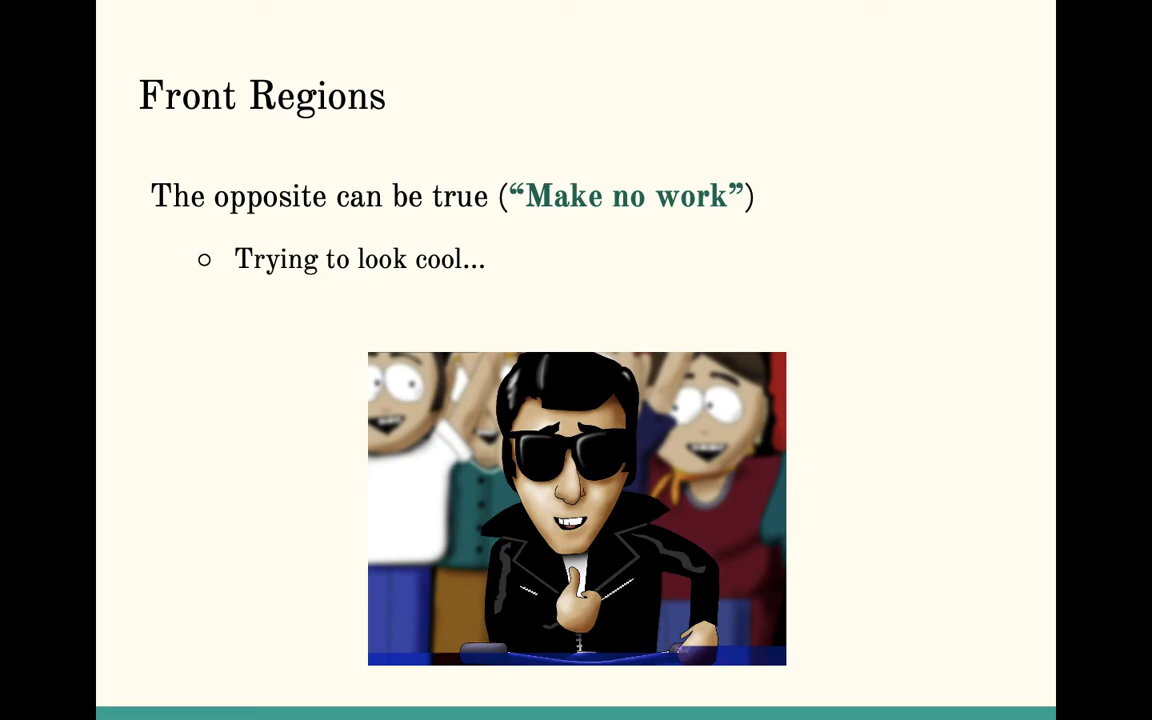 Front Regions
The opposite can be true (“Make no work”)
○ Trying to look cool...